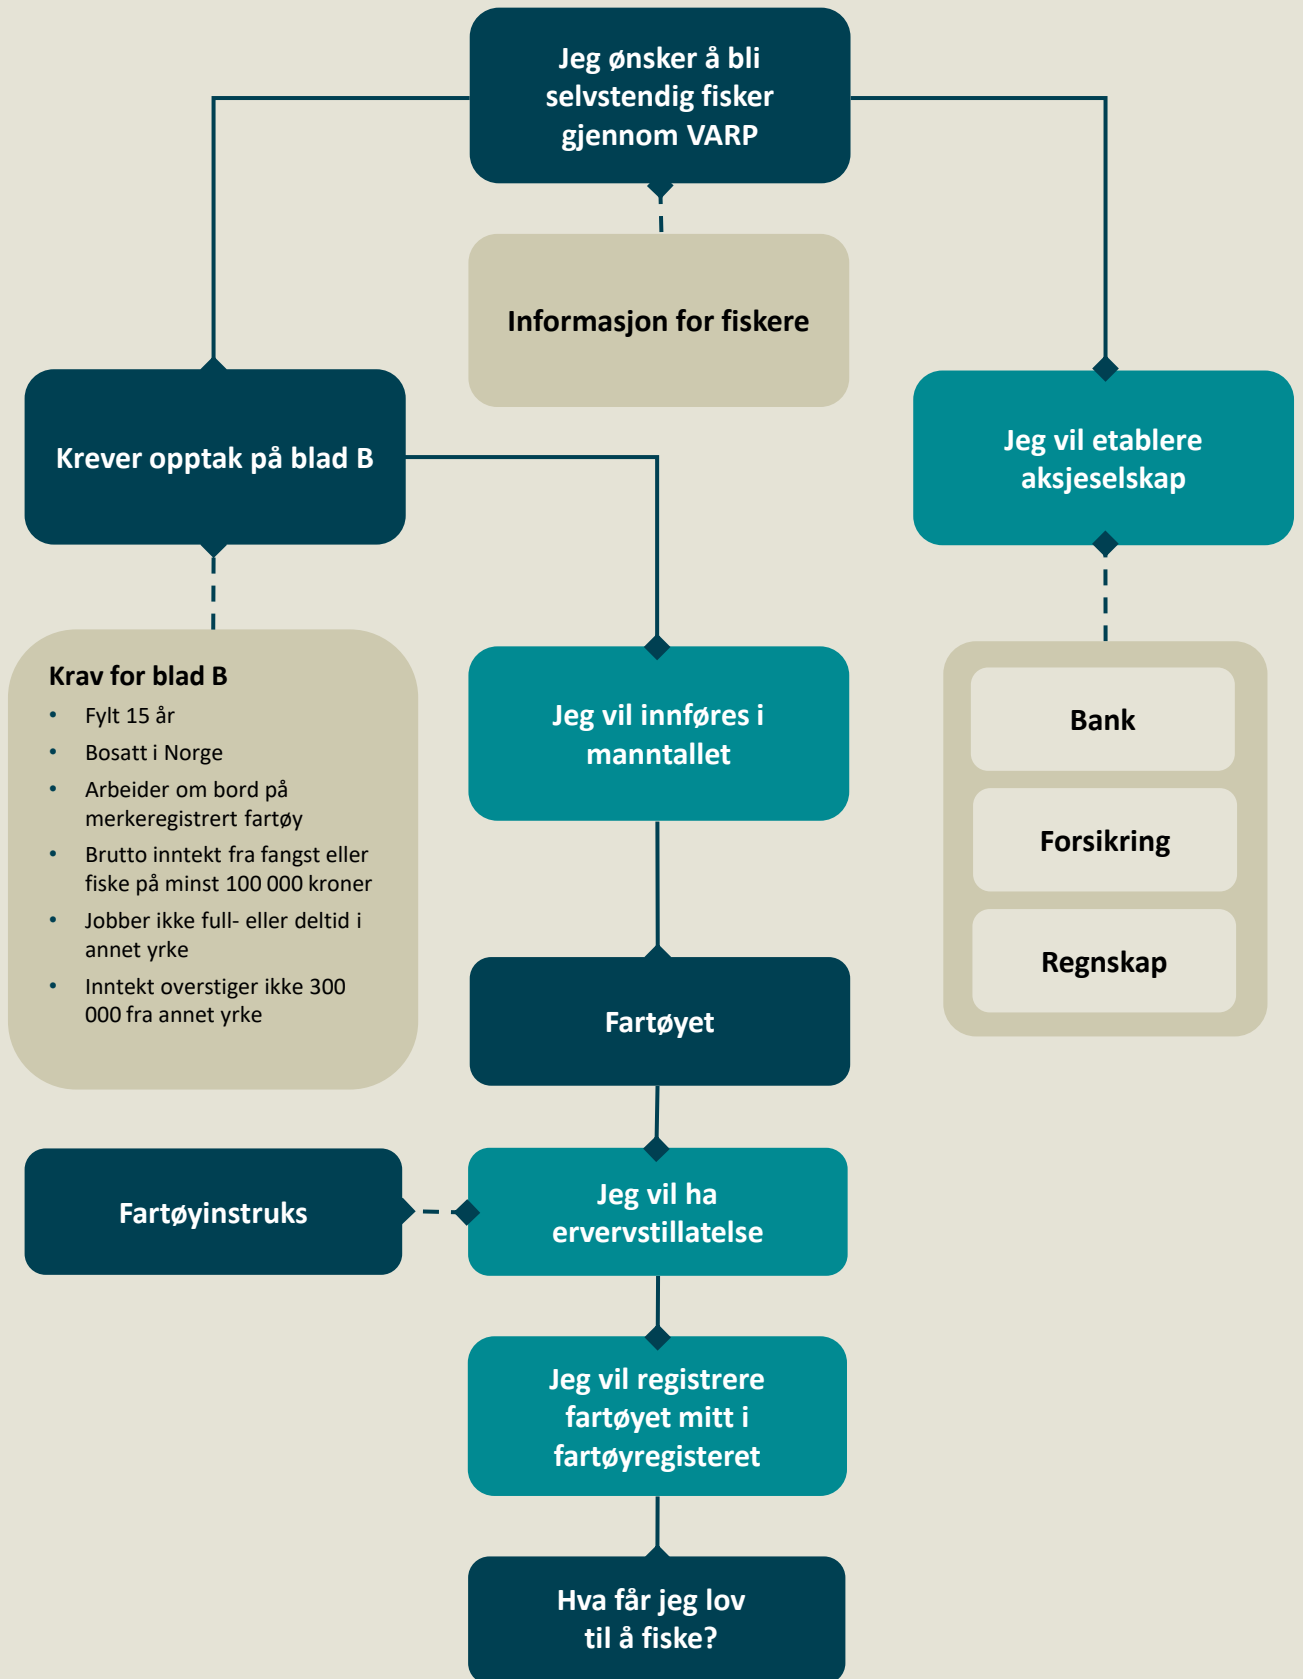 Jeg ønsker å bli
selvstendig fisker
gjennom VARP
Informasjon for fiskere
Krever opptak på blad B
Jeg vil etablere
aksjeselskap
Krav for blad B
• Fylt 15 år
• Bosatt i Norge
• Arbeider om bord på
merkeregistrert fartøy
• Brutto inntekt fra fangst eller
fiske på minst 100 000 kroner
• Jobber ikke full- eller deltid i
annet yrke
• Inntekt overstiger ikke 300
000 fra annet yrke
Jeg vil innføres i
manntallet
Bank
Forsikring
Regnskap
Fartøyet
Fartøyinstruks
Jeg vil ha
ervervstillatelse
Jeg vil registrere
fartøyet mitt i
fartøyregisteret
Hva får jeg lov
til å fiske?